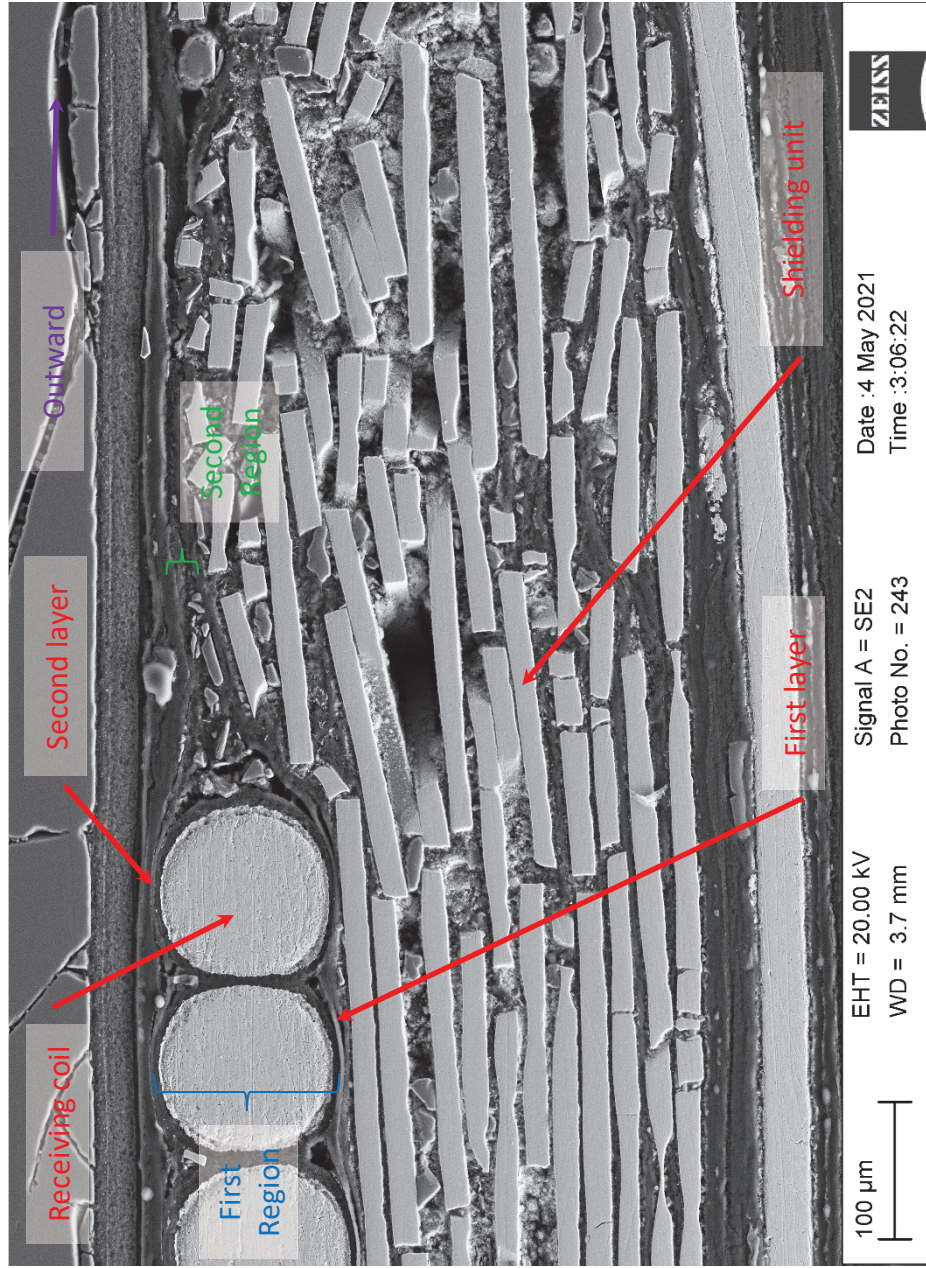 Receiving coil
Second layer
Outward
First
Region
Second
Region
First layer
Shielding unit
100 µm
EHT = 20.00 kV
WD = 3.7 mm
Signal A = SE2
Photo No. = 243
Date :4 May 2021
Time :3:06:22
ZEISS